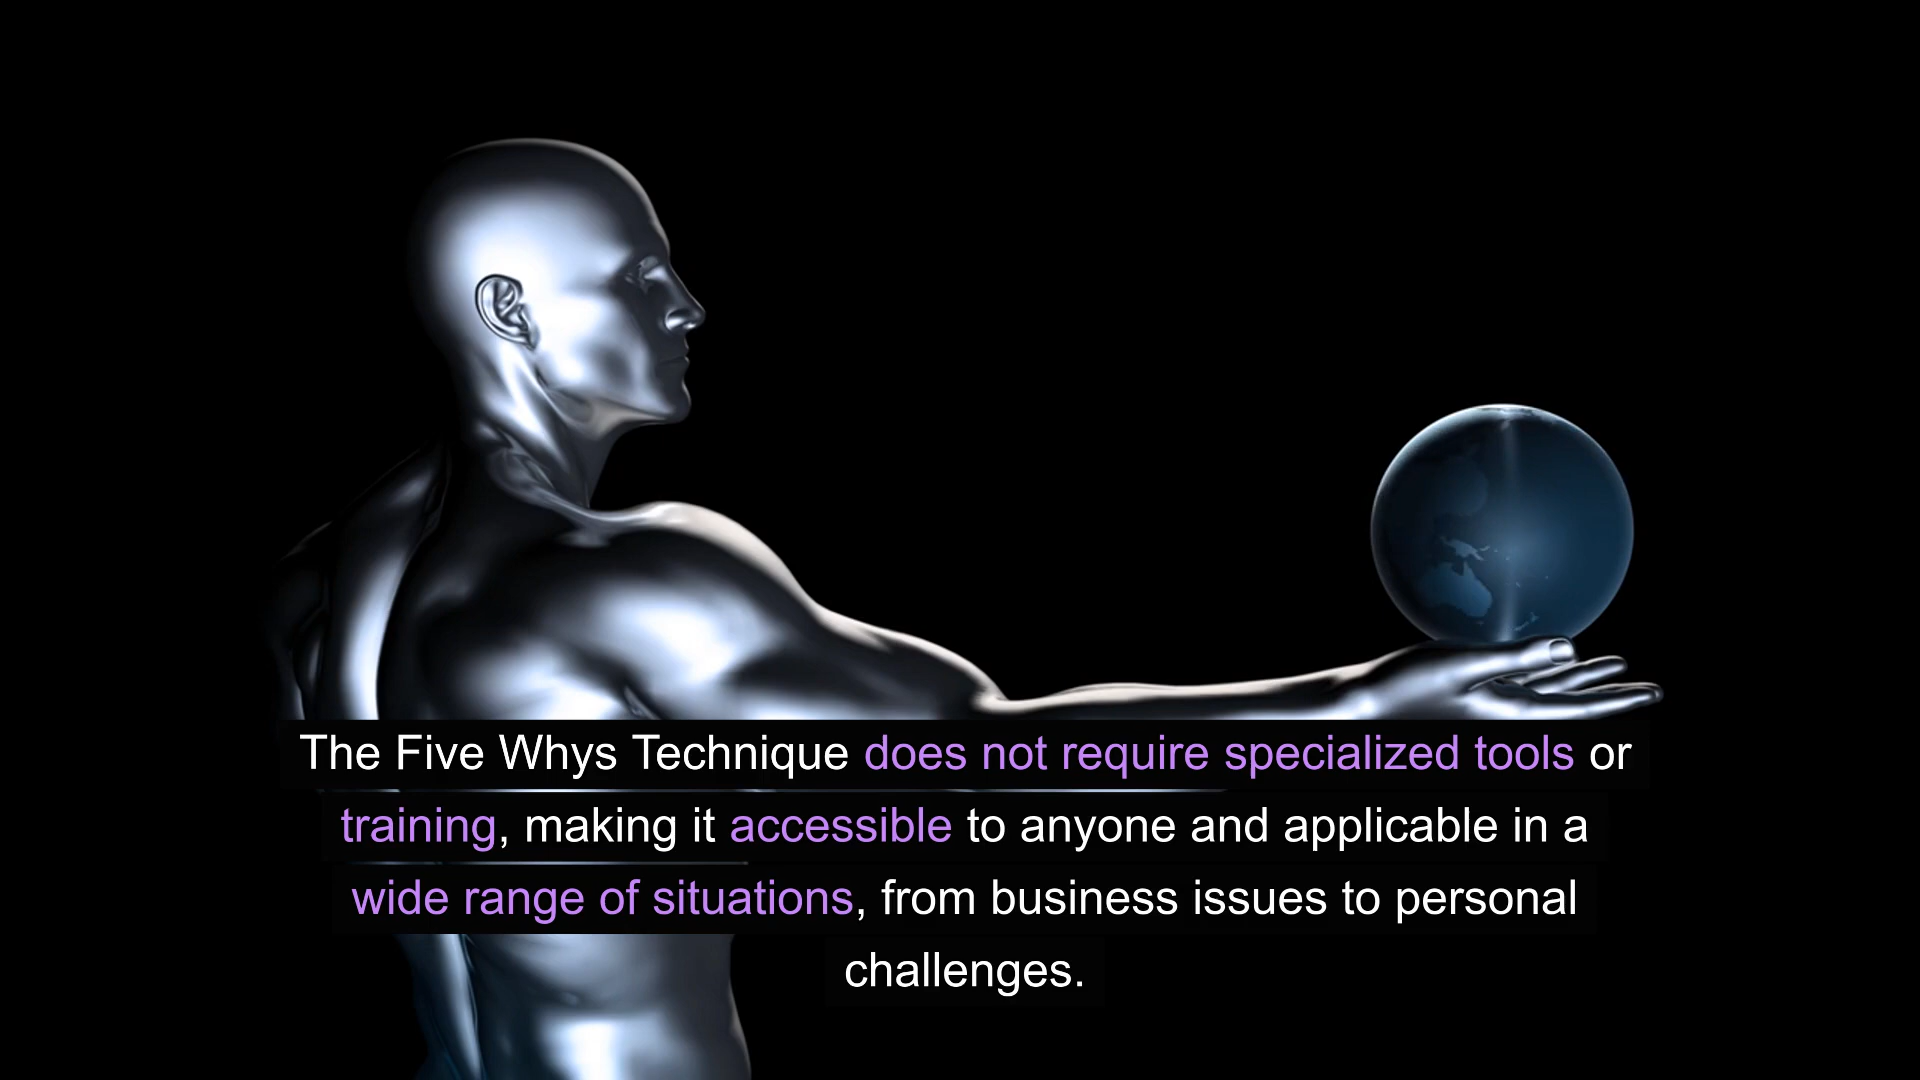 The Five Whys Technique does not require specialized tools or
training, making it accessible to anyone and applicable in a
wide range of situations, from business issues to personal
challenges.